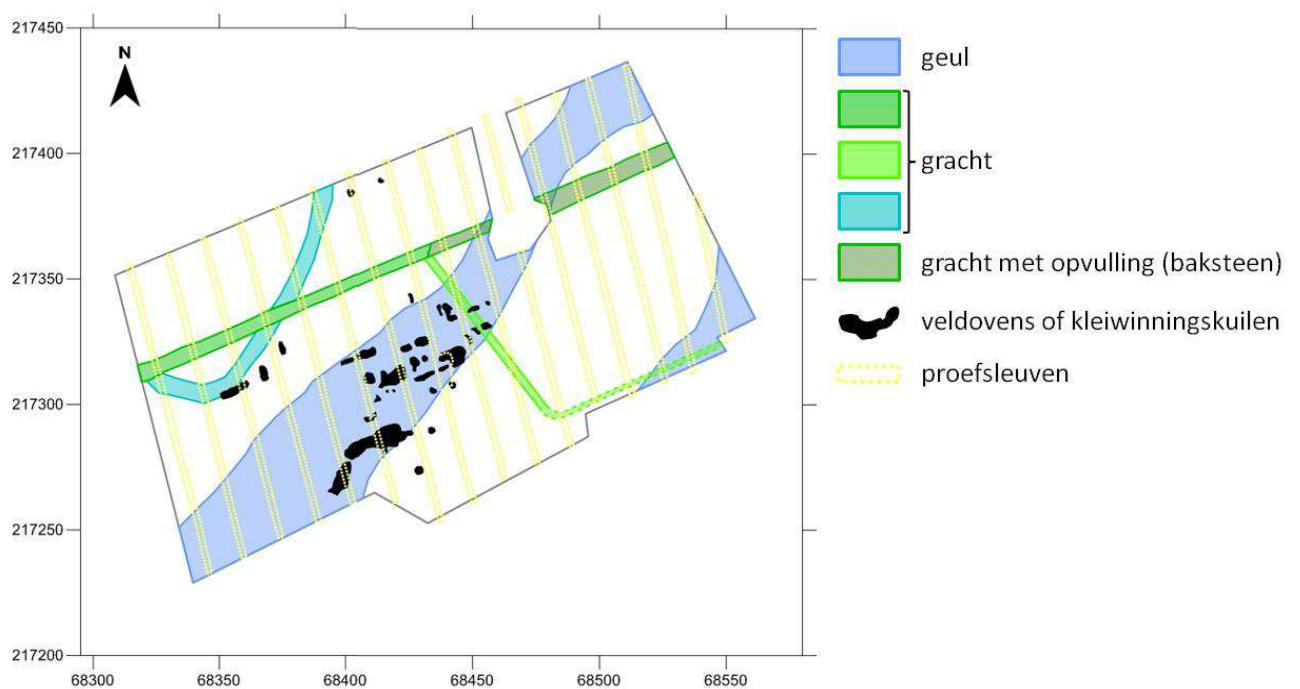 217450
217400
217350
217300
217250
217200
68300
68350
68400
68450
68500
68550
N
geul
gracht
gracht met opvulling (baksteen)
veldovens of kleiwinningskuilen
proefsleuven